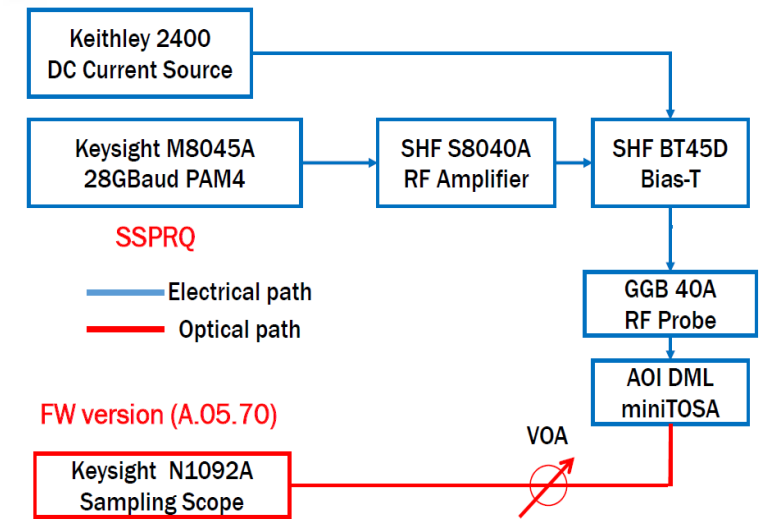 Keithley 2400
DC Current Source
Keysight M8045A
28GBaud PAM4
SHF S8040A
RF Amplifier
SHF BT45D
Bias-T
SSPRQ
Electrical path
Optical path
GGB 40A
RF Probe
AOI DML
miniTOSA
FW version (A.05.70)
VOA
Keysight N1092A
Sampling Scope